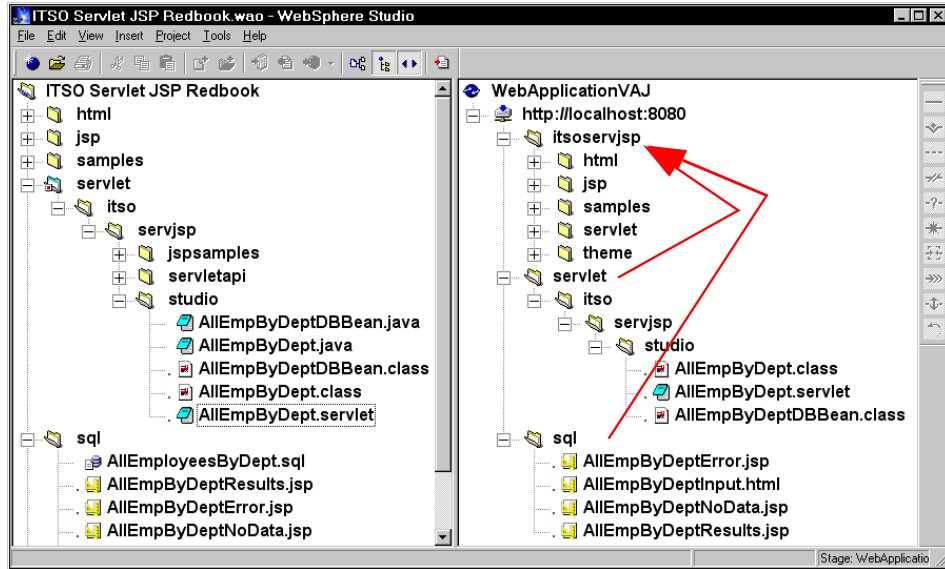 ITSO Servlet JSP Redbook.wao - WebSphere Studio
File Edit View Insert Project Tools Help
ITSO Servlet JSP Redbook
html
jsp
samples
servlet
itso
servjsp
jspsamples
servletapi
studio
AllEmpByDeptDBBean.java
AllEmpByDept.java
AllEmpByDeptDBBean.class
AllEmpByDept.class
AllEmpByDept.servlet
sql
AllEmployeesByDept.sql
AllEmpByDeptResults.jsp
AllEmpByDeptError.jsp
AllEmpByDeptNoData.jsp
WebApplicationVAJ
http://localhost:8080
itsoservjsp
html
jsp
samples
servlet
theme
servlet
itso
servjsp
studio
AllEmpByDept.class
AllEmpByDept.servlet
AllEmpByDeptDBBean.class
sql
AllEmpByDeptError.jsp
AllEmpByDeptInput.html
AllEmpByDeptNoData.jsp
AllEmpByDeptResults.jsp
Stage: WebApplicatio